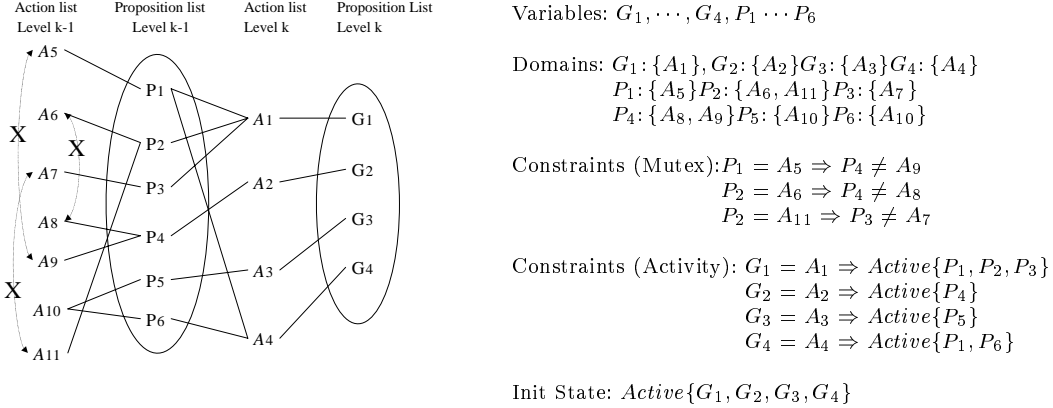 Action list Proposition list Action list Proposition List
Level k-1 Level k-1 Level k Level k
A5
A6
A7
A8
A9
A10
A11
X
X
X
P1
P2
P3
P4
P5
P6
A1
A2
A3
A4
G1
G2
G3
G4
Variables: G₁, ⋯, G₄, P₁ ⋯ P₆
Domains: G₁: {A₁}, G₂: {A₂}G₃: {A₃}G₄: {A₄}
P₁: {A₅}P₂: {A₆, A₁₁}P₃: {A₇}
P₄: {A₈, A₉}P₅: {A₁₀}P₆: {A₁₀}
Constraints (Mutex): P₁ = A₅ ⇒ P₄ ≠ A₉
P₂ = A₆ ⇒ P₄ ≠ A₈
P₂ = A₁₁ ⇒ P₃ ≠ A₇
Constraints (Activity): G₁ = A₁ ⇒ Active{P₁, P₂, P₃}
G₂ = A₂ ⇒ Active{P₄}
G₃ = A₃ ⇒ Active{P₅}
G₄ = A₄ ⇒ Active{P₁, P₆}
Init State: Active{G₁, G₂, G₃, G₄}